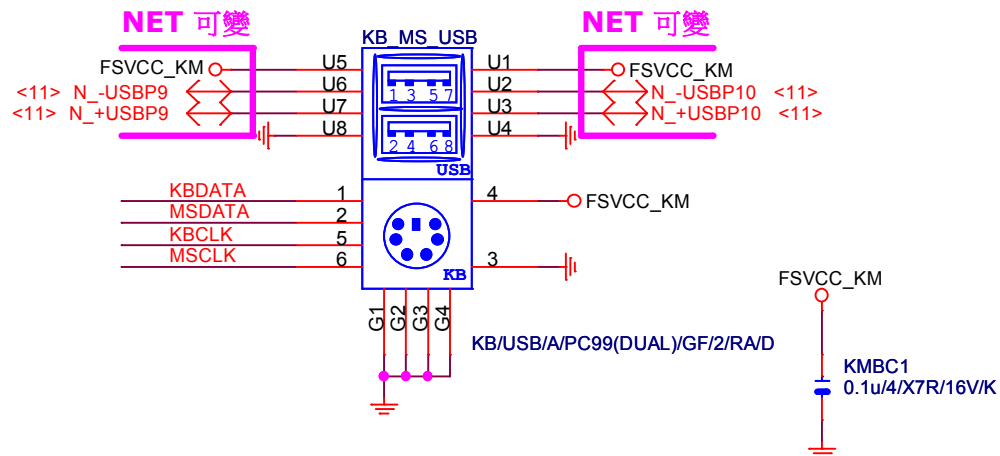 NET 可變
NET 可變
KB_MS_USB
FSVCC_KM
U5
U1
FSVCC_KM
<11> N_-USBP9
U6
U2
N_-USBP10 <11>
<11> N_+USBP9
U7
U3
N_+USBP10 <11>
U8
U4
1 3 5 7
2 4 6 8
USB
KBDATA
1
4
FSVCC_KM
MSDATA
2
KBCLK
5
MSCLK
6
3
KB
G1
G2
G3
G4
KB/USB/A/PC99(DUAL)/GF/2/RA/D
FSVCC_KM
KMBC1
0.1u/4/X7R/16V/K